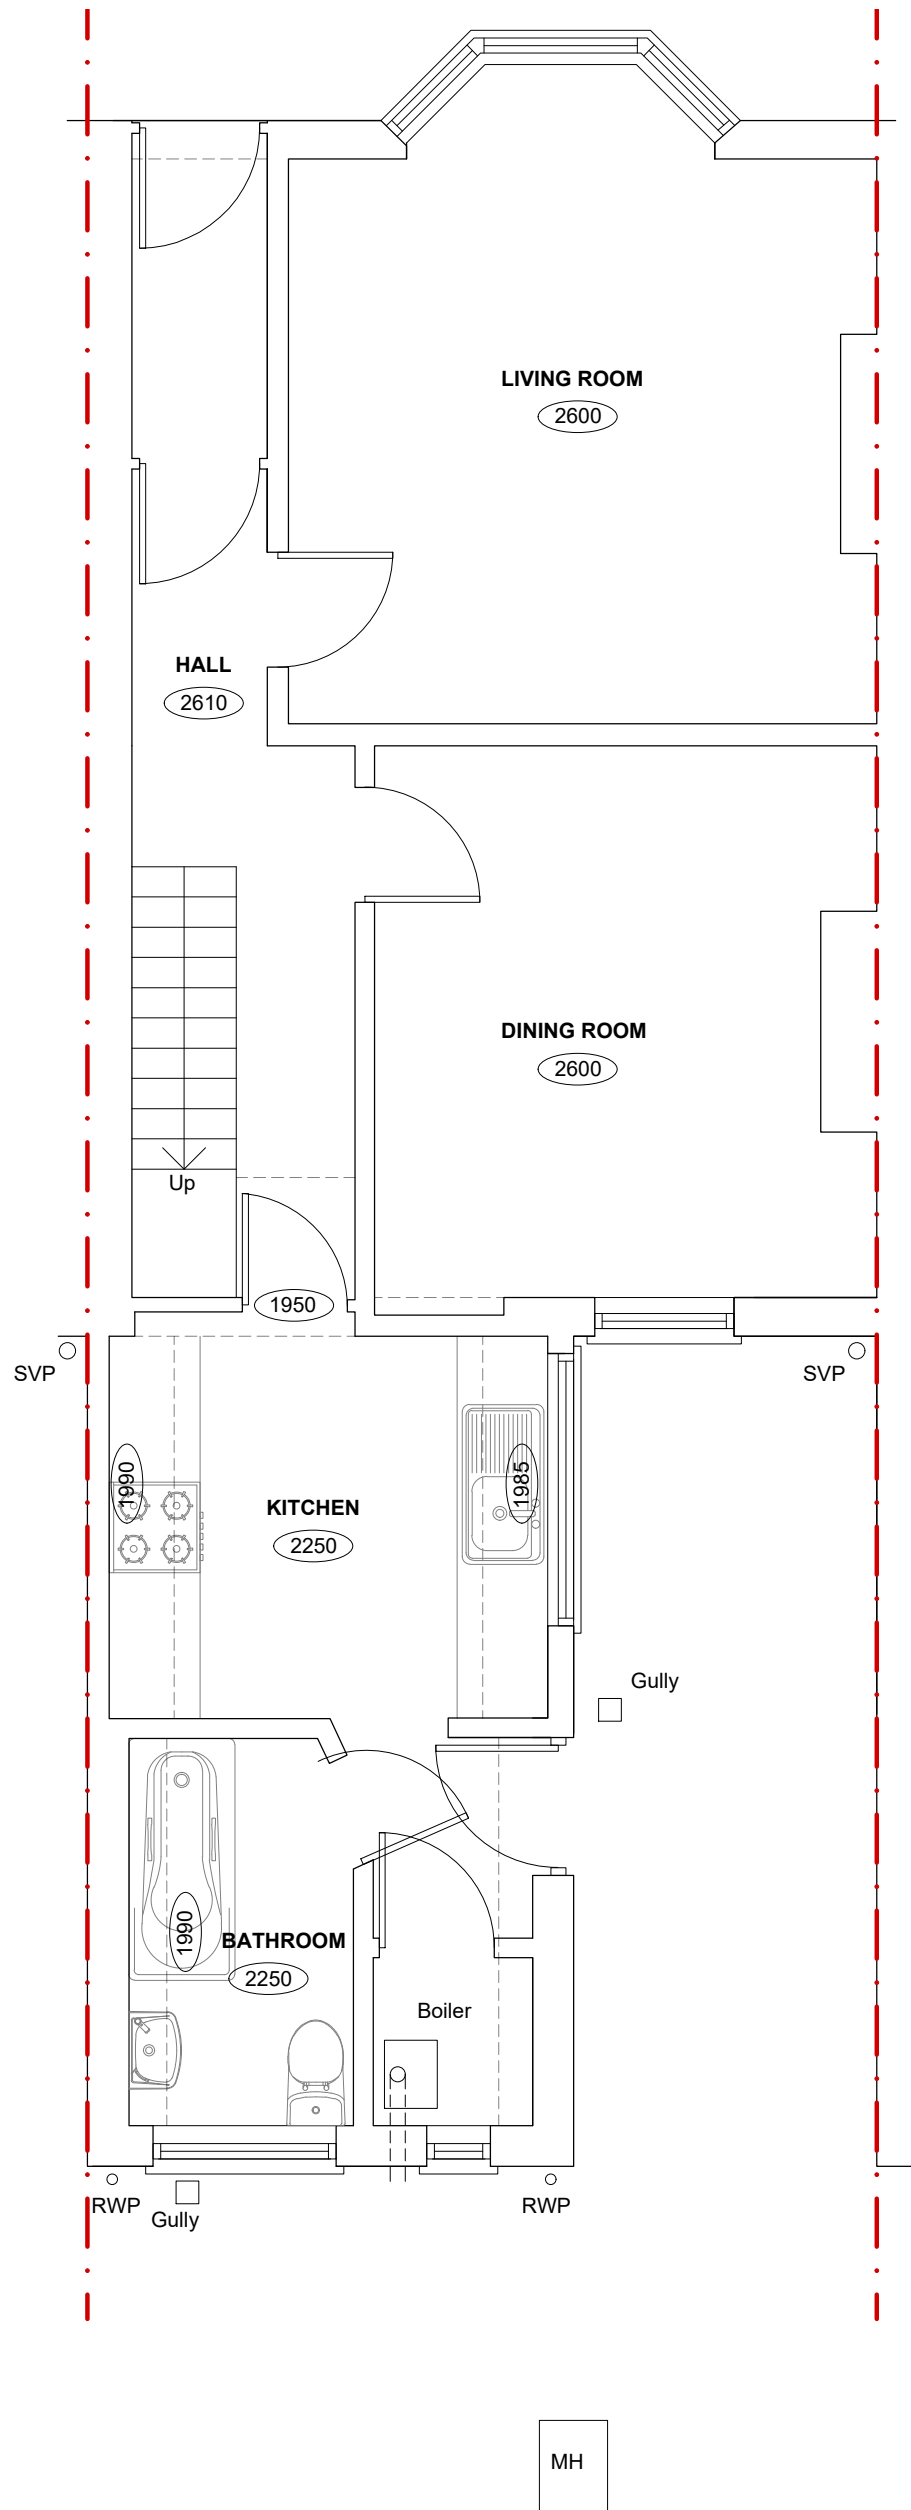 LIVING ROOM
2600
HALL
2610
DINING ROOM
2600
Up
1950
SVP
SVP
1990
1985
KITCHEN
2250
Gully
1990
BATHROOM
2250
Boiler
RWP
RWP
Gully
MH